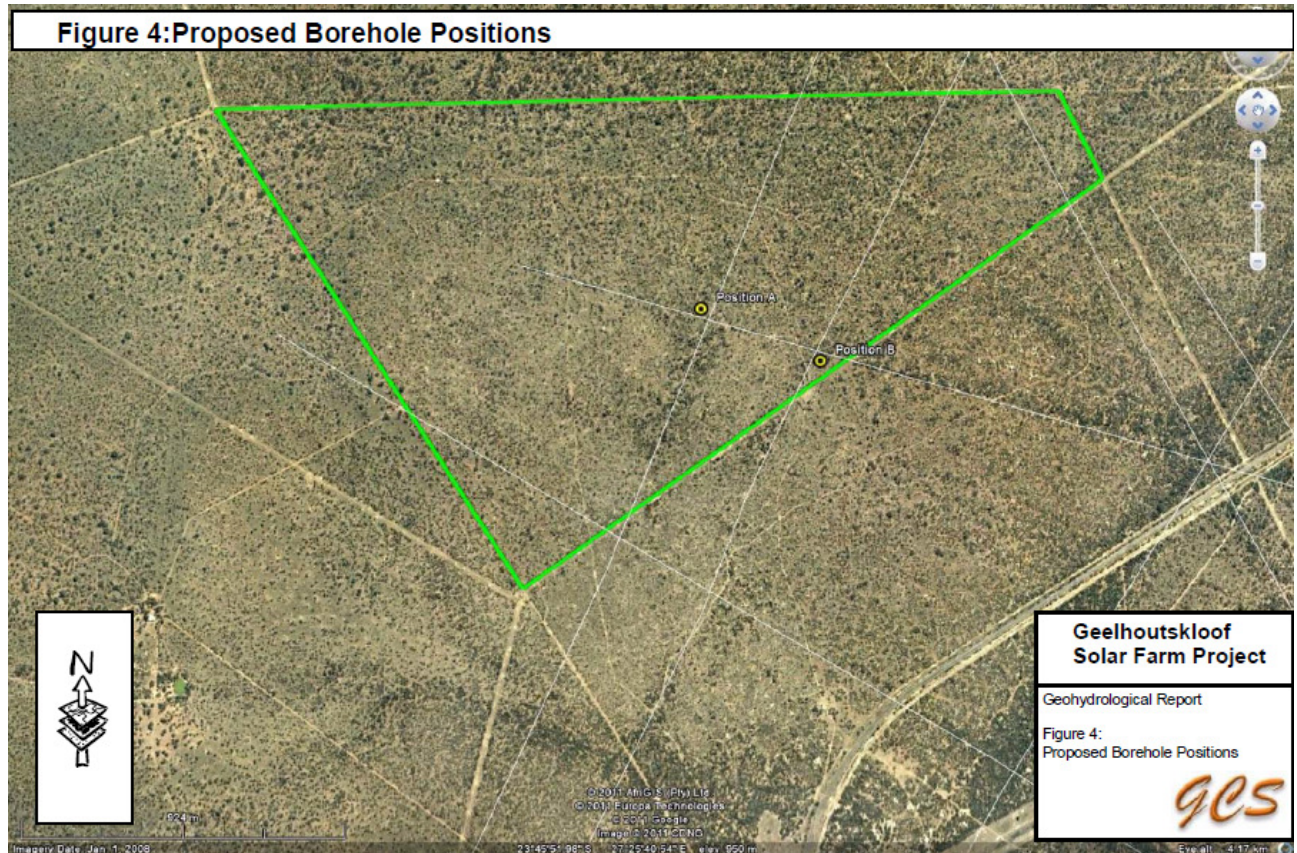 Figure 4:Proposed Borehole Positions
Position A
Position B
N
Geelhoutskloof
Solar Farm Project
Geohydrological Report
Figure 4:
Proposed Borehole Positions
GCS
924 m
© 2011 AfriGIS (Pty) Ltd.
© 2011 Europa Technologies
© 2011 Google
Image © 2011
Imagery Date: Jan 1, 2008
23°45'51.98" S 27°25'40.54" E elev 950 m
Eye alt 4.17 km